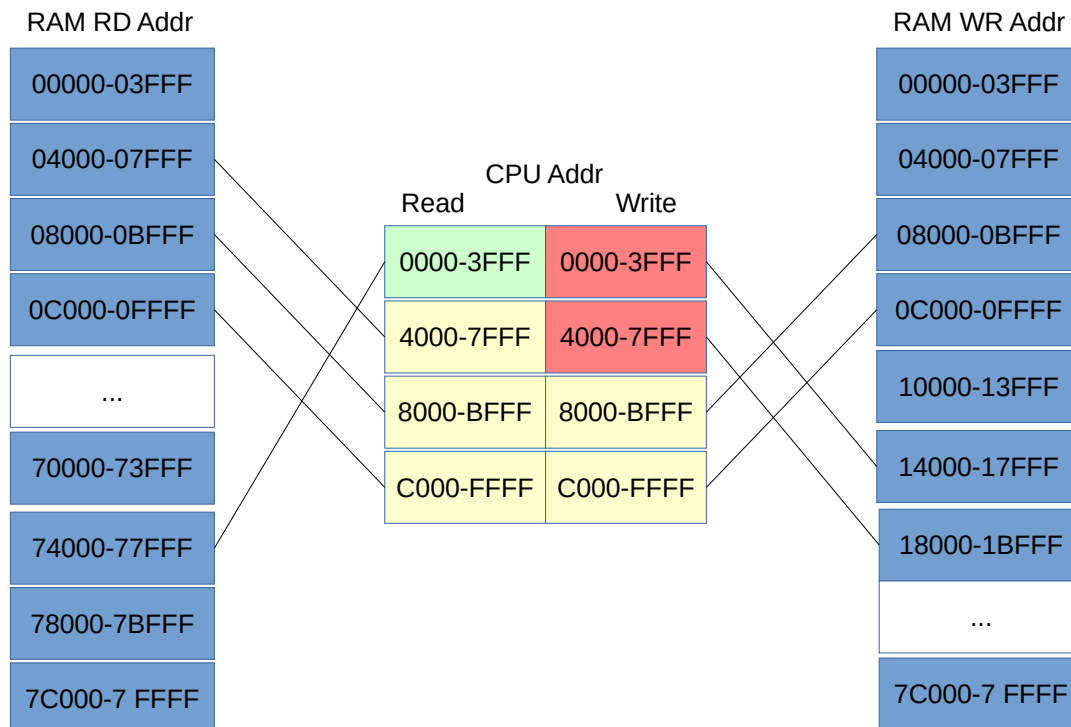 RAM RD Addr
00000-03FFF
04000-07FFF
08000-0BFFF
0C000-0FFFF
...
70000-73FFF
74000-77FFF
78000-7BFFF
7C000-7 FFFF
CPU Addr
Read Write
0000-3FFF 0000-3FFF
4000-7FFF 4000-7FFF
8000-BFFF 8000-BFFF
C000-FFFF C000-FFFF
RAM WR Addr
00000-03FFF
04000-07FFF
08000-0BFFF
0C000-0FFFF
10000-13FFF
14000-17FFF
18000-1BFFF
...
7C000-7 FFFF